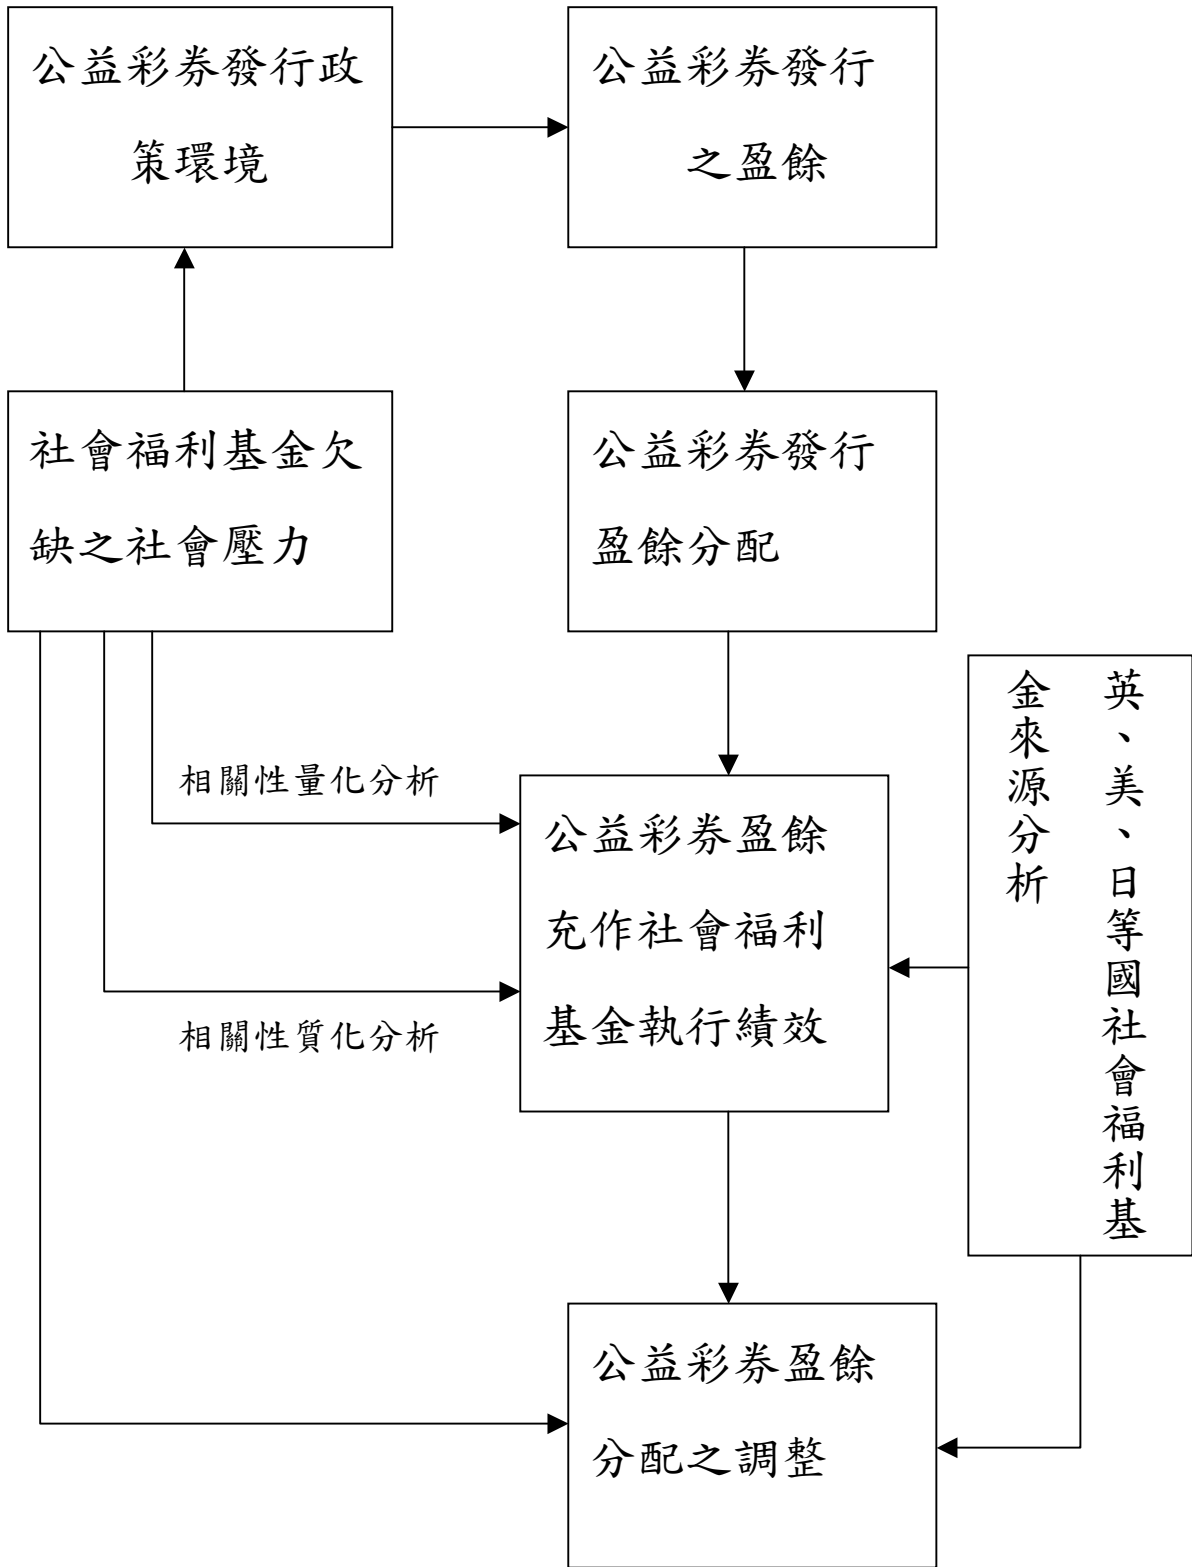 公益彩券發行政
策環境
公益彩券發行
之盈餘
社會福利基金欠
缺之社會壓力
公益彩券發行
盈餘分配
英、美、日等國社會福利基
金來源分析
相關性量化分析
公益彩券盈餘
充作社會福利
基金執行績效
相關性質化分析
公益彩券盈餘
分配之調整